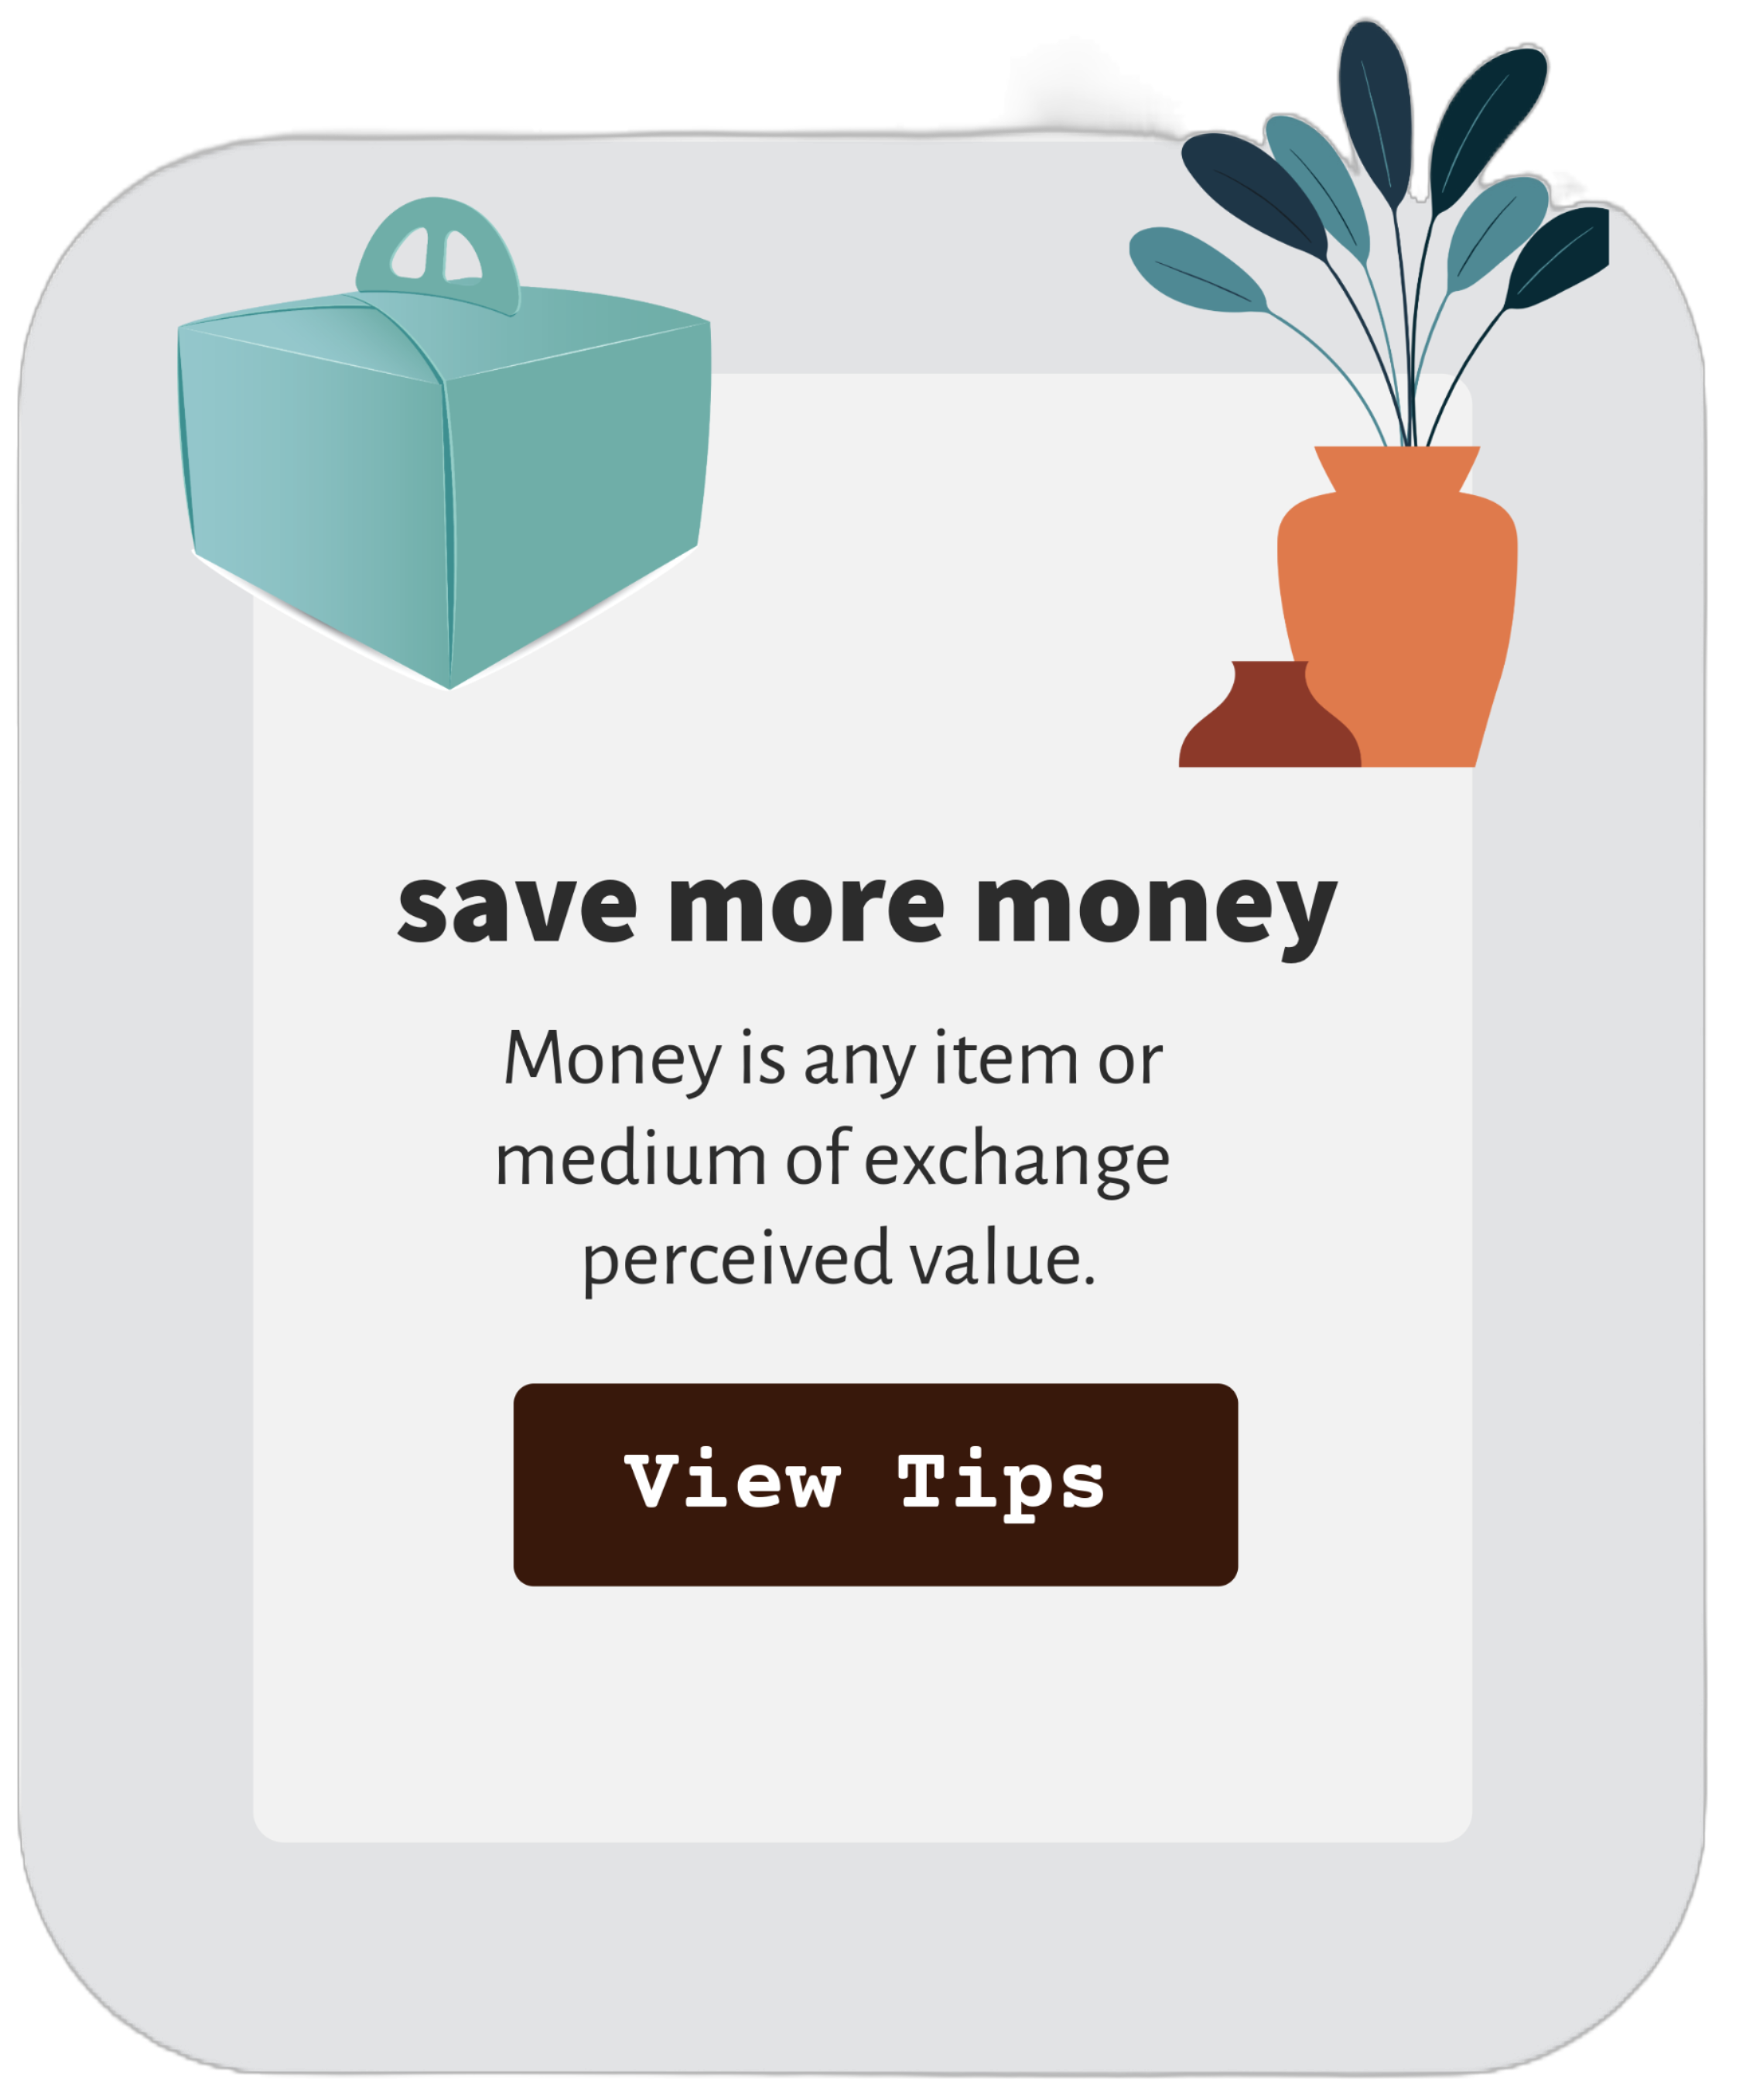 save more money
Money is any item or
medium of exchange
perceived value.
View Tips